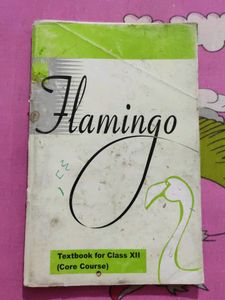 Flamingo
Textbook for Class XII
(Core Course)